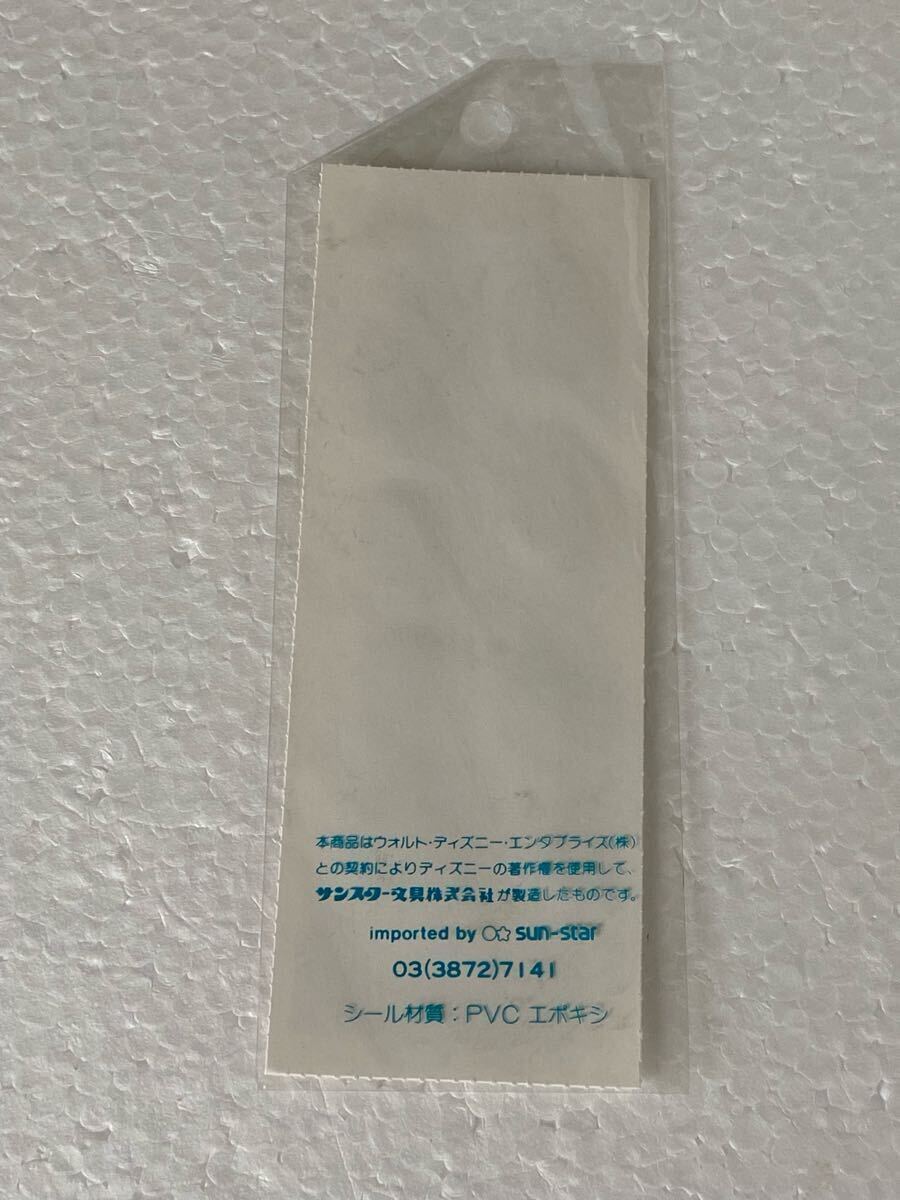 本商品はウォルト・ディズニー・エンタプライズ(株)
との契約によりディズニーの著作権を使用して、
サンスター文具株式会社が製造したものです。
imported by ○☆ sun-star
03(3872)7141
シール材質：PVC エポキシ